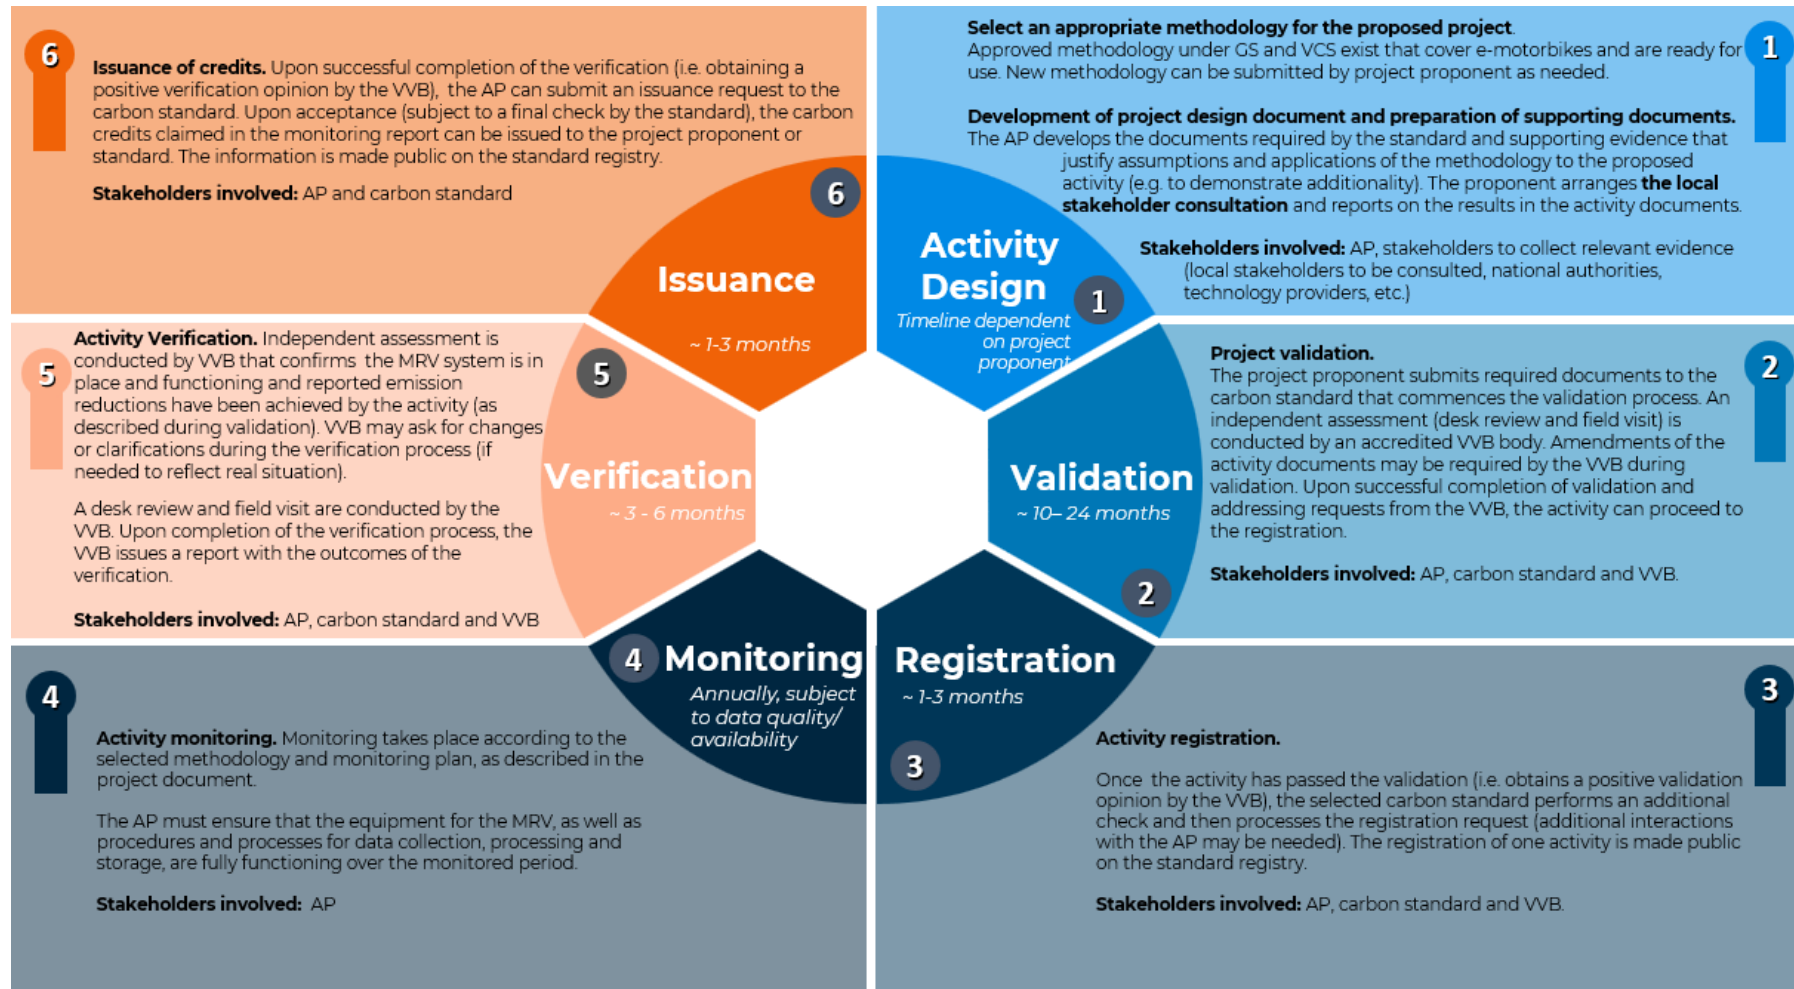 6
Issuance of credits. Upon successful completion of the verification (i.e. obtaining a
positive verification opinion by the VVB),  the AP can submit an issuance request to the
carbon standard. Upon acceptance (subject to a final check by the standard), the carbon
credits claimed in the monitoring report can be issued to the project proponent or
standard. The information is made public on the standard registry.
Stakeholders involved: AP and carbon standard
6
Issuance
~ 1-3 months
1
Select an appropriate methodology for the proposed project.
Approved methodology under GS and VCS exist that cover e-motorbikes and are ready for
use. New methodology can be submitted by project proponent as needed.
Development of project design document and preparation of supporting documents.
The AP develops the documents required by the standard and supporting evidence that
justify assumptions and applications of the methodology to the proposed
activity (e.g. to demonstrate additionality). The proponent arranges the local
stakeholder consultation and reports on the results in the activity documents.
Stakeholders involved: AP, stakeholders to collect relevant evidence
(local stakeholders to be consulted, national authorities,
technology providers, etc.)
Activity
Design
1
Timeline dependent
on project
proponent
5
Activity Verification. Independent assessment is
conducted by VVB that confirms  the MRV system is in
place and functioning and reported emission
reductions have been achieved by the activity (as
described during validation). VVB may ask for changes
or clarifications during the verification process (if
needed to reflect real situation).
A desk review and field visit are conducted by the
VVB. Upon completion of the verification process, the
VVB issues a report with the outcomes of the
verification.
Stakeholders involved: AP, carbon standard and VVB
5
Verification
~ 3 - 6 months
2
Project validation.
The project proponent submits required documents to the
carbon standard that commences the validation process. An
independent assessment (desk review and field visit) is
conducted by an accredited VVB body. Amendments of the
activity documents may be required by the VVB during
validation. Upon successful completion of validation and
addressing requests from the VVB, the activity can proceed to
the registration.
Stakeholders involved: AP, carbon standard and VVB.
Validation
~ 10– 24 months
2
4
Activity monitoring. Monitoring takes place according to the
selected methodology and monitoring plan, as described in the
project document.
The AP must ensure that the equipment for the MRV, as well as
procedures and processes for data collection, processing and
storage, are fully functioning over the monitored period.
Stakeholders involved:  AP
4
Monitoring
Annually, subject
to data quality/
availability
3
Activity registration.
Once  the activity has passed the validation (i.e. obtains a positive validation
opinion by the VVB), the selected carbon standard performs an additional
check and then processes the registration request (additional interactions
with the AP may be needed). The registration of one activity is made public
on the standard registry.
Stakeholders involved: AP, carbon standard and VVB.
Registration
~ 1-3 months
3